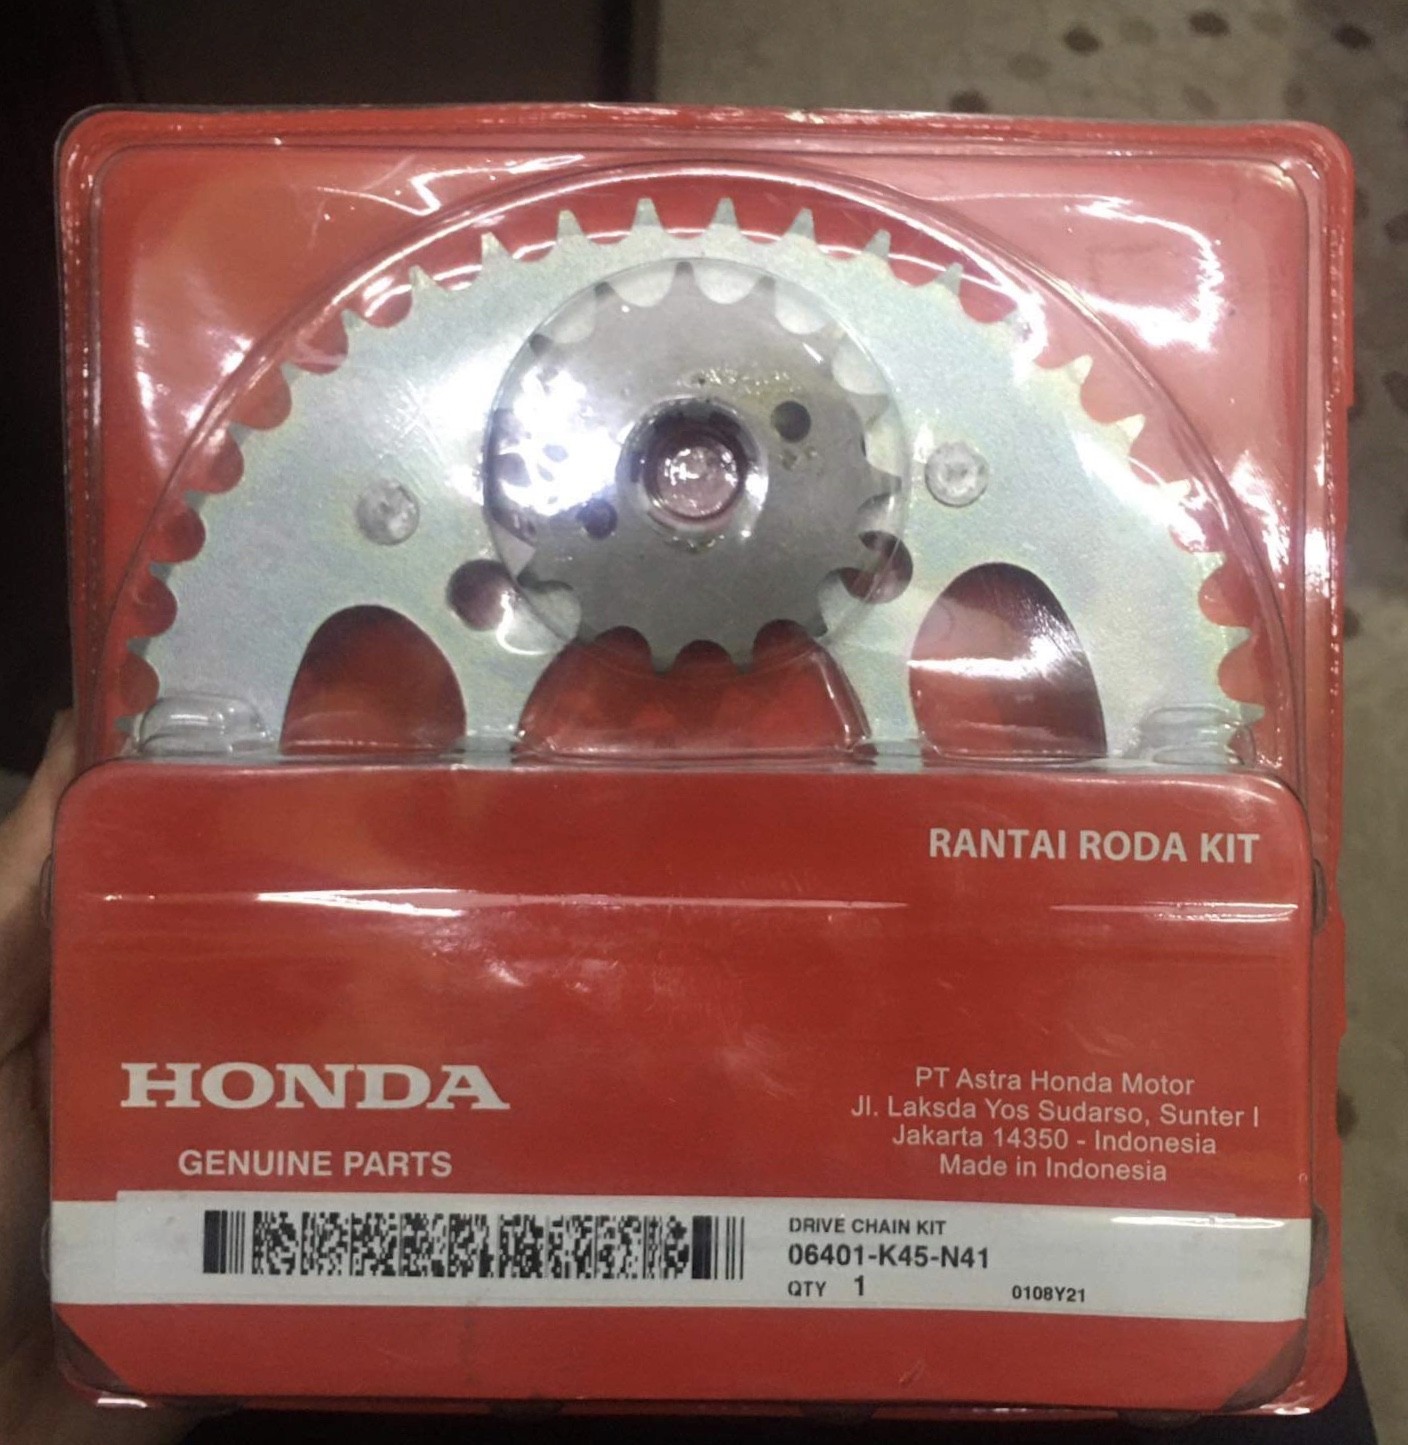 RANTAI RODA KIT
HONDA
GENUINE PARTS
PT Astra Honda Motor
Jl. Laksda Yos Sudarso, Sunter I
Jakarta 14350 - Indonesia
Made in Indonesia
DRIVE CHAIN KIT
06401-K45-N41
QTY 1
0108Y21